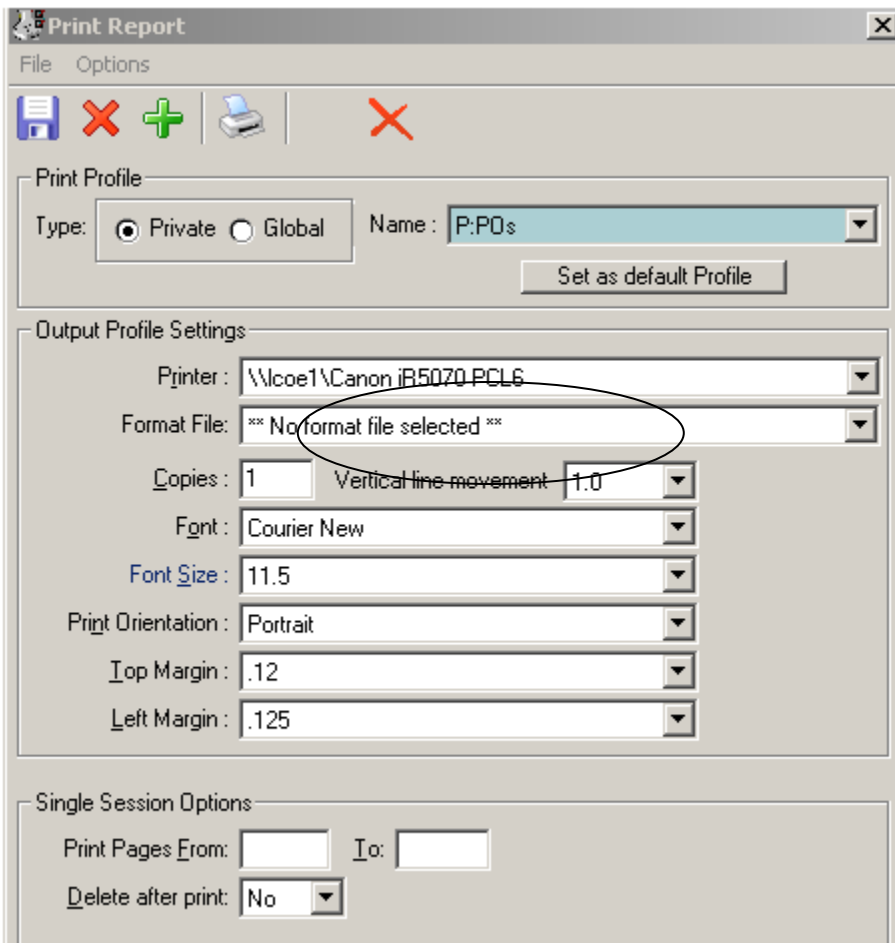 Print Report
File Options
Print Profile
Type: Private Global Name : P:POs
Set as default Profile
Output Profile Settings
Printer : \\lcoe1\Canon iR5070 PCL6
Format File: ** No format file selected **
Copies : 1 Vertical line movement 1.0
Font : Courier New
Font Size : 11.5
Print Orientation : Portrait
Top Margin : .12
Left Margin : .125
Single Session Options
Print Pages From: To:
Delete after print: No